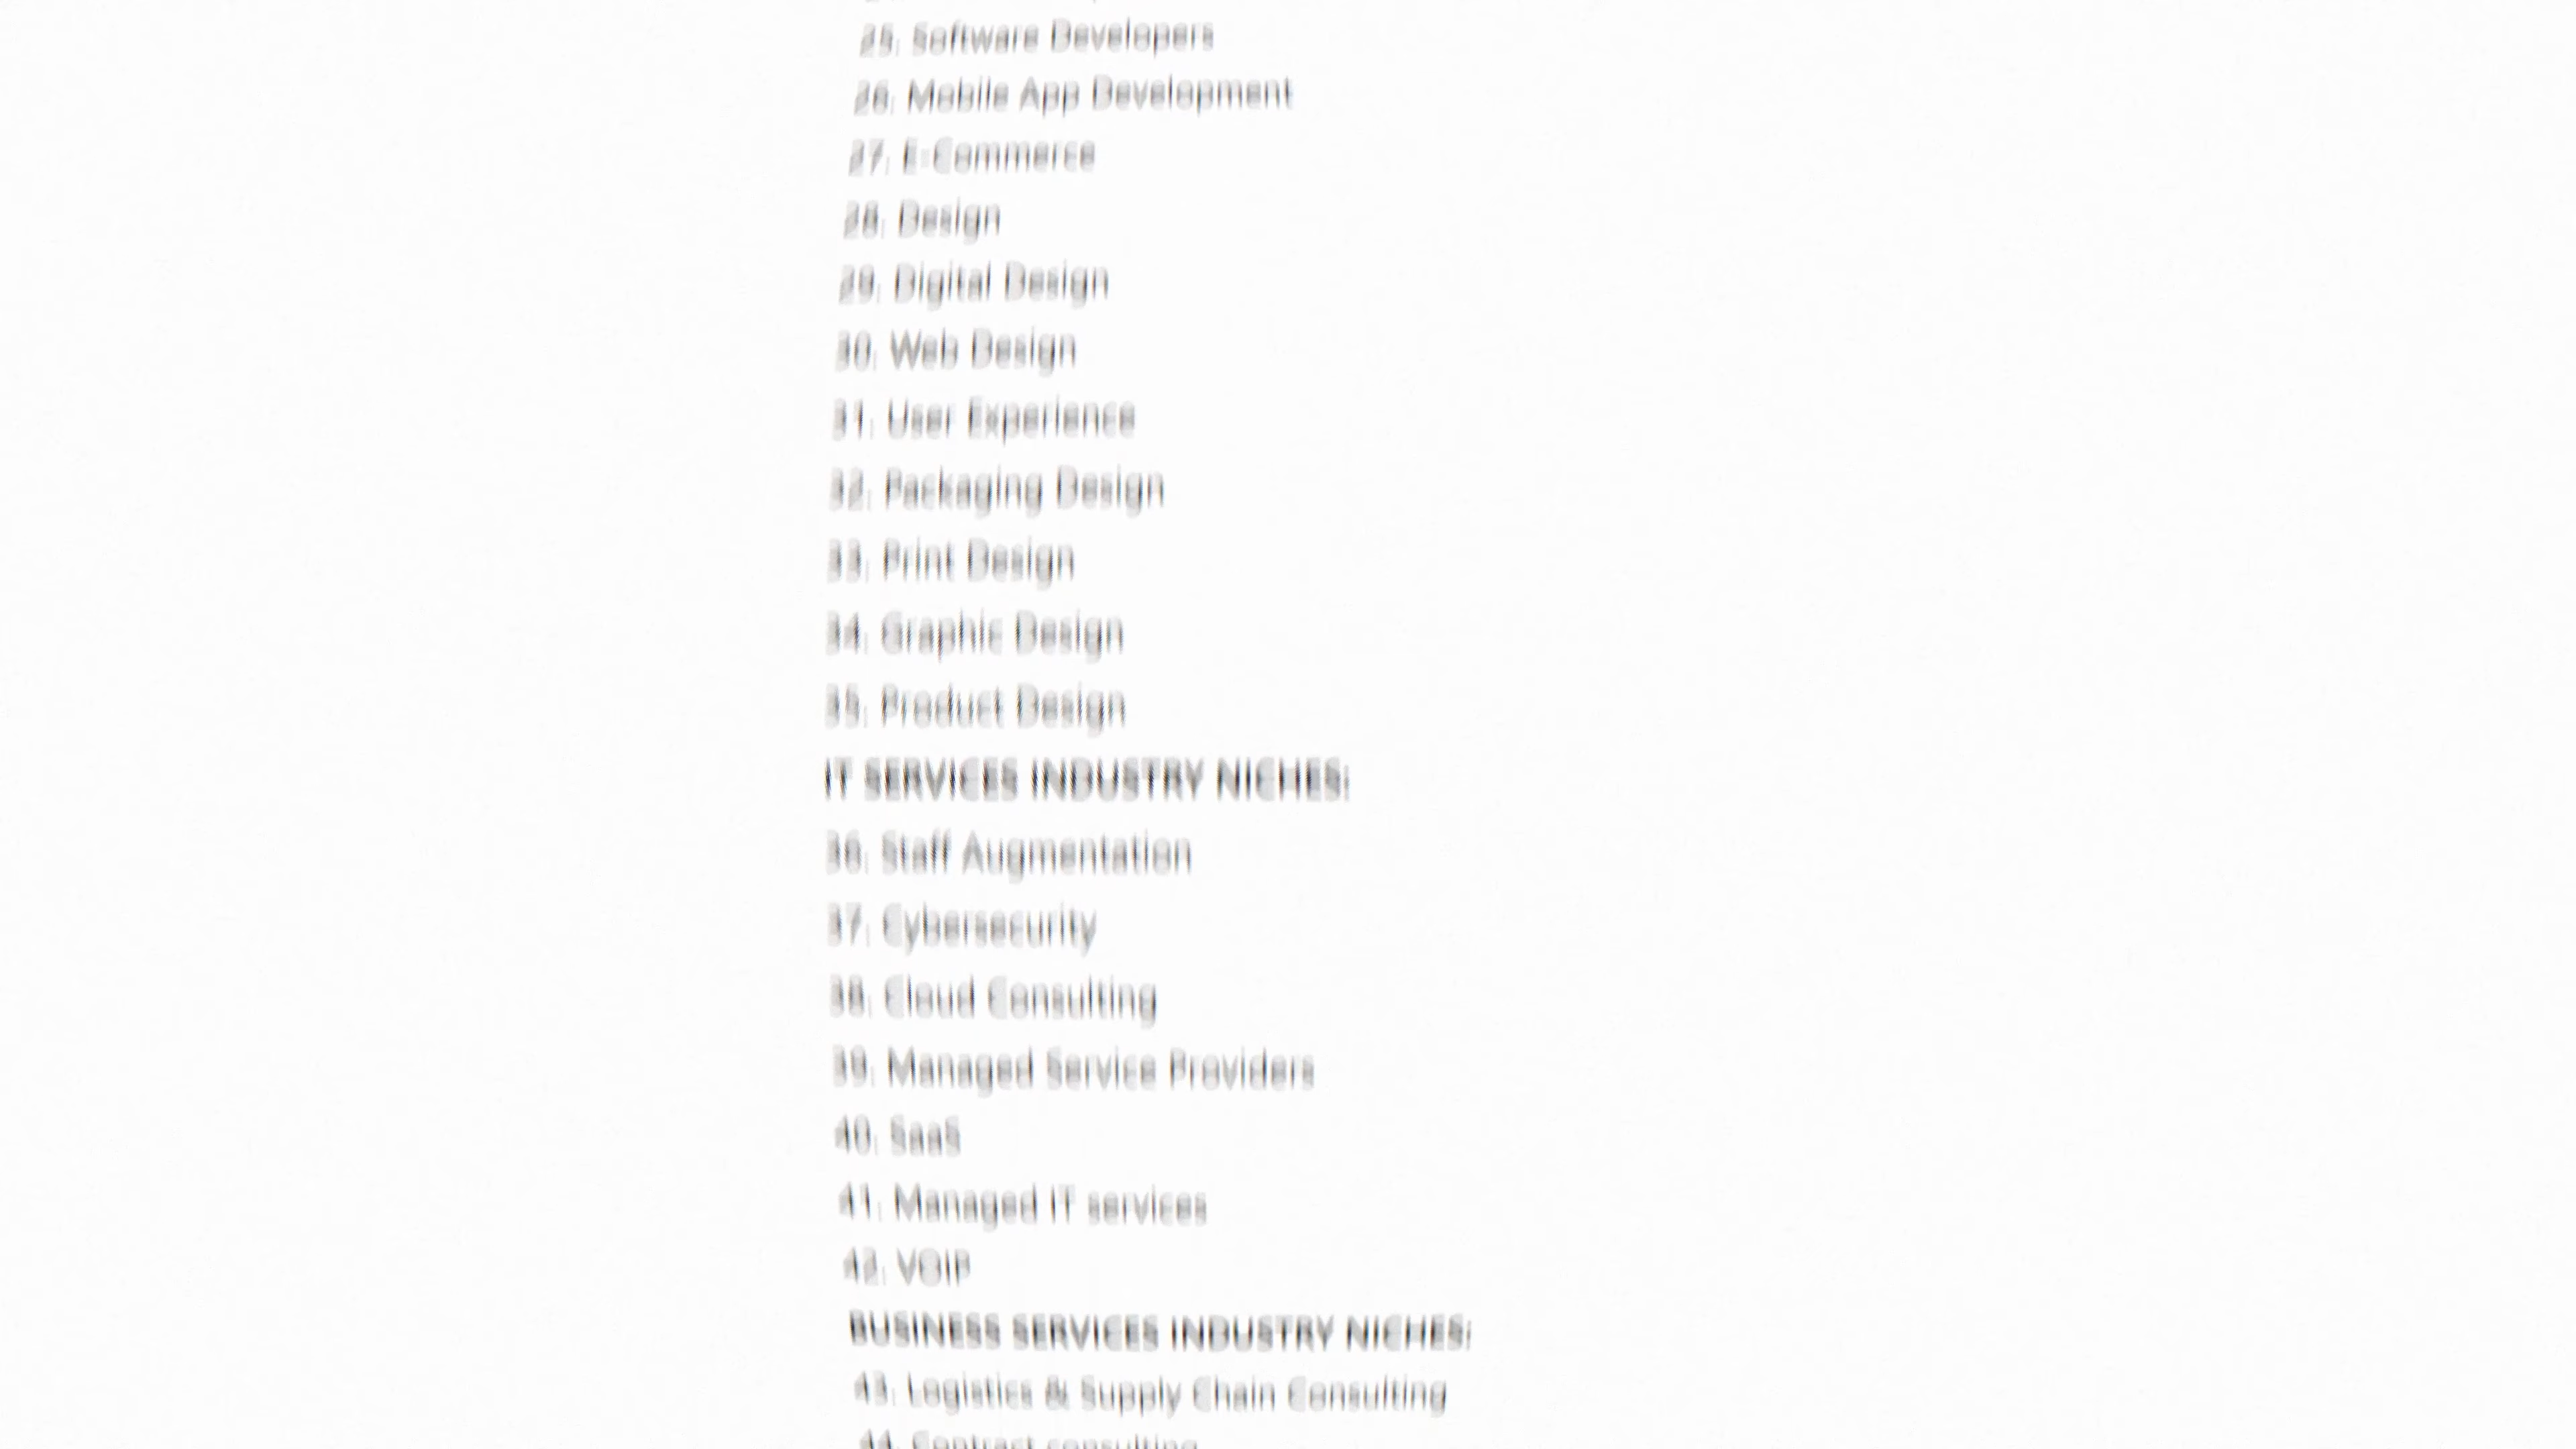 25. Software Developers
26. Mobile App Development
27. E-Commerce
28. Design
29. Digital Design
30. Web Design
31. User Experience
32. Packaging Design
33. Print Design
34. Graphic Design
35. Product Design
IT SERVICES INDUSTRY NICHES:
36. Staff Augmentation
37. Cybersecurity
38. Cloud Consulting
39. Managed Service Providers
40. SaaS
41. Managed IT services
42. VOIP
BUSINESS SERVICES INDUSTRY NICHES:
43. Logistics & Supply Chain Consulting
44. Contract consulting